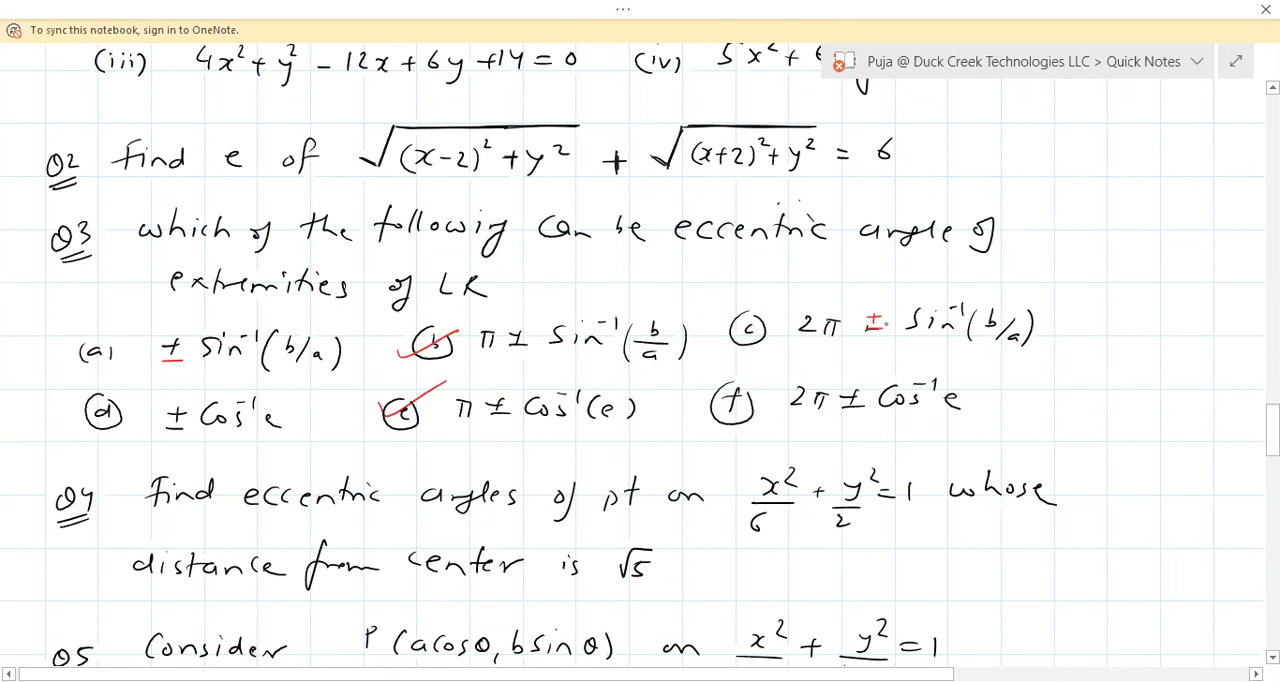 ...
To sync this notebook, sign in to OneNote.
(iii) 4x² + y² - 12x + 6y + 14 = 0 (iv) 5x² + 6
Puja @ Duck Creek Technologies LLC > Quick Notes
Q2 Find e of √((x-2)² + y²) + √((x+2)² + y²) = 6
Q3 which of the following can be eccentric angle of
extremities of LR
(a) ± sin⁻¹(b/a) (b) π ± sin⁻¹(b/a) (c) 2π ± sin⁻¹(b/a)
(d) ± cos⁻¹e (e) π ± cos⁻¹(e) (f) 2π ± cos⁻¹e
Q4 Find eccentric angles of pt on x²/6 + y²/2 = 1 whose
distance from center is √5
Q5 Consider P(acosθ, bsinθ) on x² + y² = 1